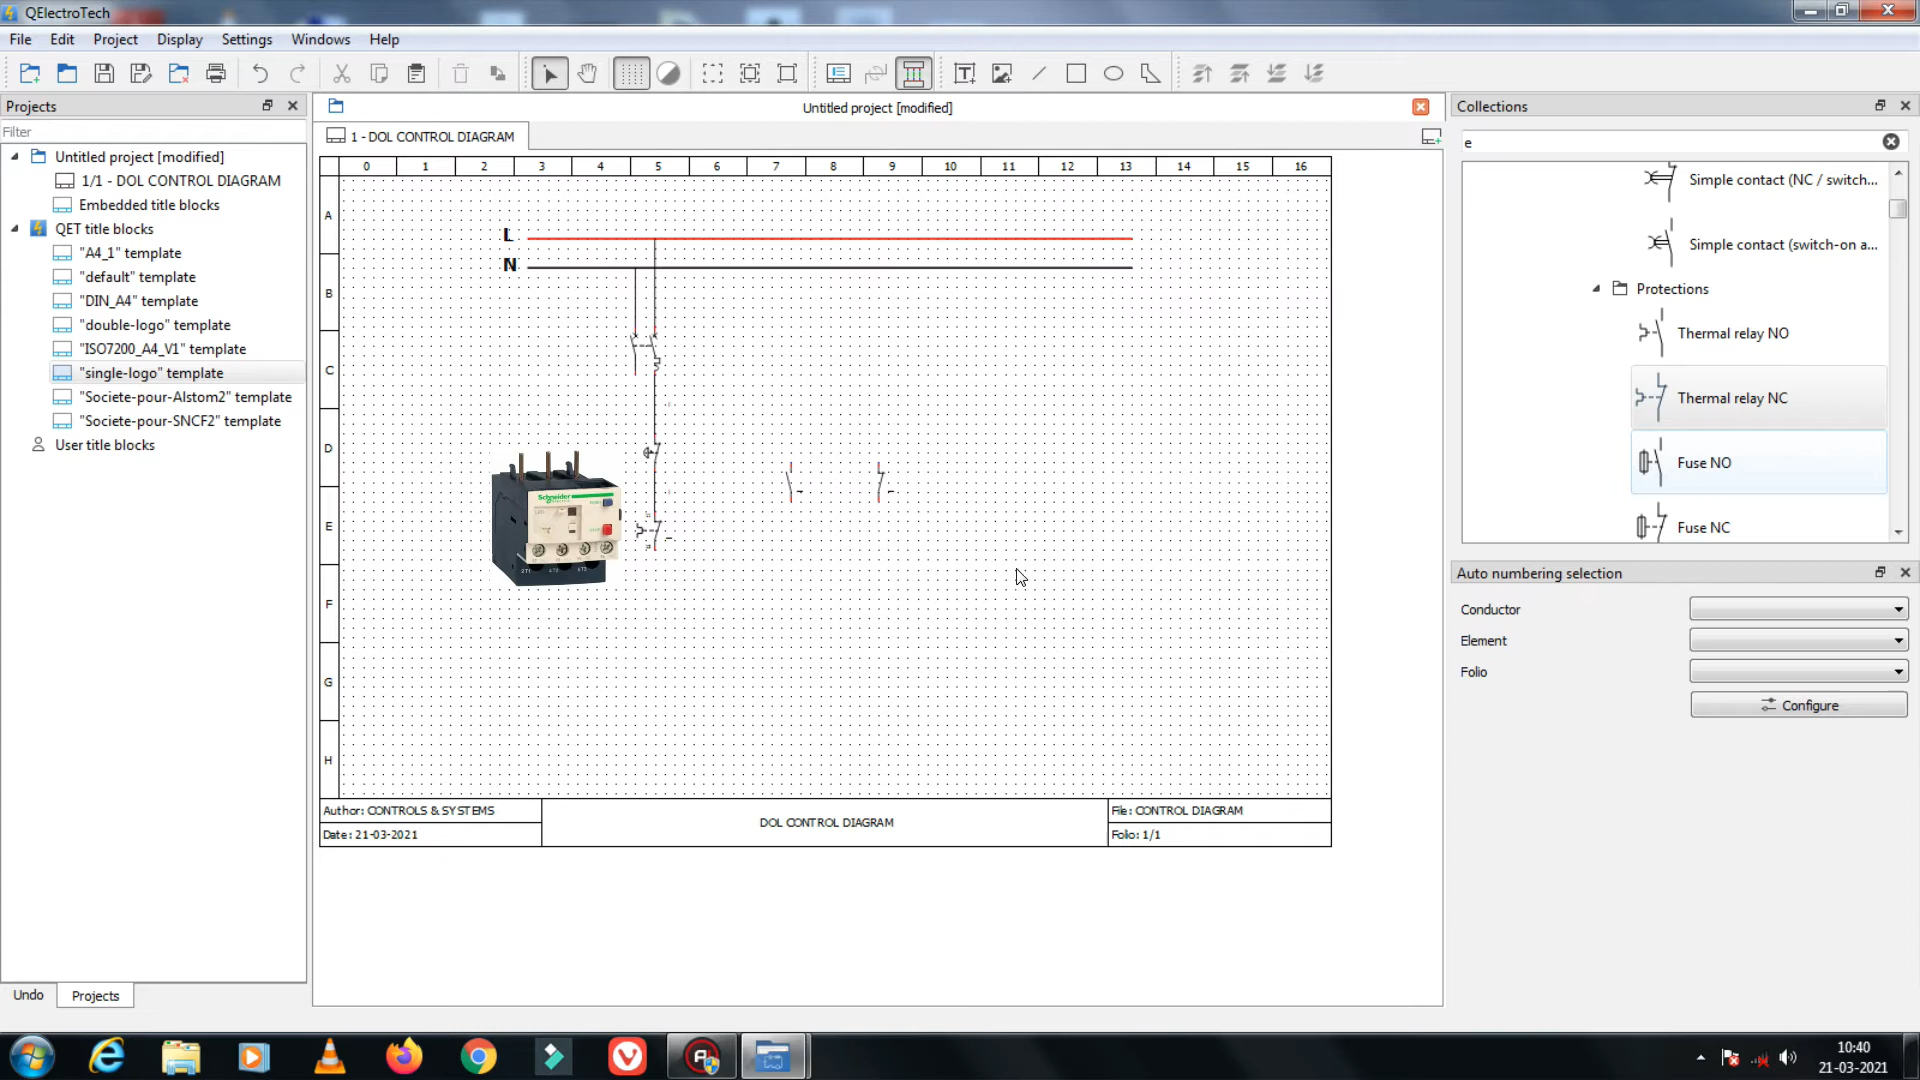 QElectroTech
File Edit Project Display Settings Windows Help
Projects
Untitled project [modified]
Collections
Filter
1 - DOL CONTROL DIAGRAM
e
Untitled project [modified]
1/1 - DOL CONTROL DIAGRAM
Embedded title blocks
QET title blocks
"A4_1" template
"default" template
"DIN_A4" template
"double-logo" template
"ISO7200_A4_V1" template
"single-logo" template
"Societe-pour-Alstom2" template
"Societe-pour-SNCF2" template
User title blocks
0 1 2 3 4 5 6 7 8 9 10 11 12 13 14 15 16
A
B
C
D
E
F
G
H
L
N
Schneider
Author: CONTROLS & SYSTEMS
Date: 21-03-2021
DOL CONTROL DIAGRAM
File: CONTROL DIAGRAM
Folio: 1/1
Simple contact (NC / switch...
Simple contact (switch-on a...
Protections
Thermal relay NO
Thermal relay NC
Fuse NO
Fuse NC
Auto numbering selection
Conductor
Element
Folio
Configure
Undo Projects
10:40
21-03-2021